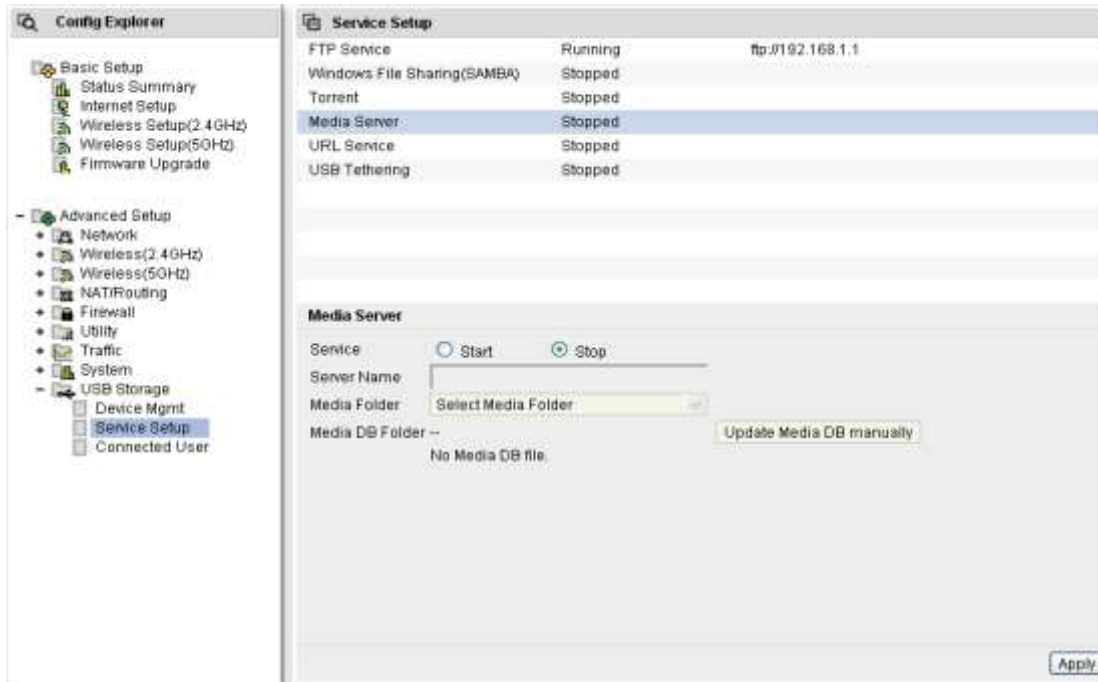 Config Explorer
Basic Setup
Status Summary
Internet Setup
Wireless Setup(2.4GHz)
Wireless Setup(5GHz)
Firmware Upgrade
Advanced Setup
Network
Wireless(2.4GHz)
Wireless(5GHz)
NAT/Routing
Firewall
Utility
Traffic
System
USB Storage
Device Mgmt
Service Setup
Connected User
Service Setup
FTP Service Running ftp://192.168.1.1
Windows File Sharing(SAMBA) Stopped
Torrent Stopped
Media Server Stopped
URL Service Stopped
USB Tethering Stopped
Media Server
Service Start Stop
Server Name
Media Folder Select Media Folder
Media DB Folder -- Update Media DB manually
No Media DB file.
Apply